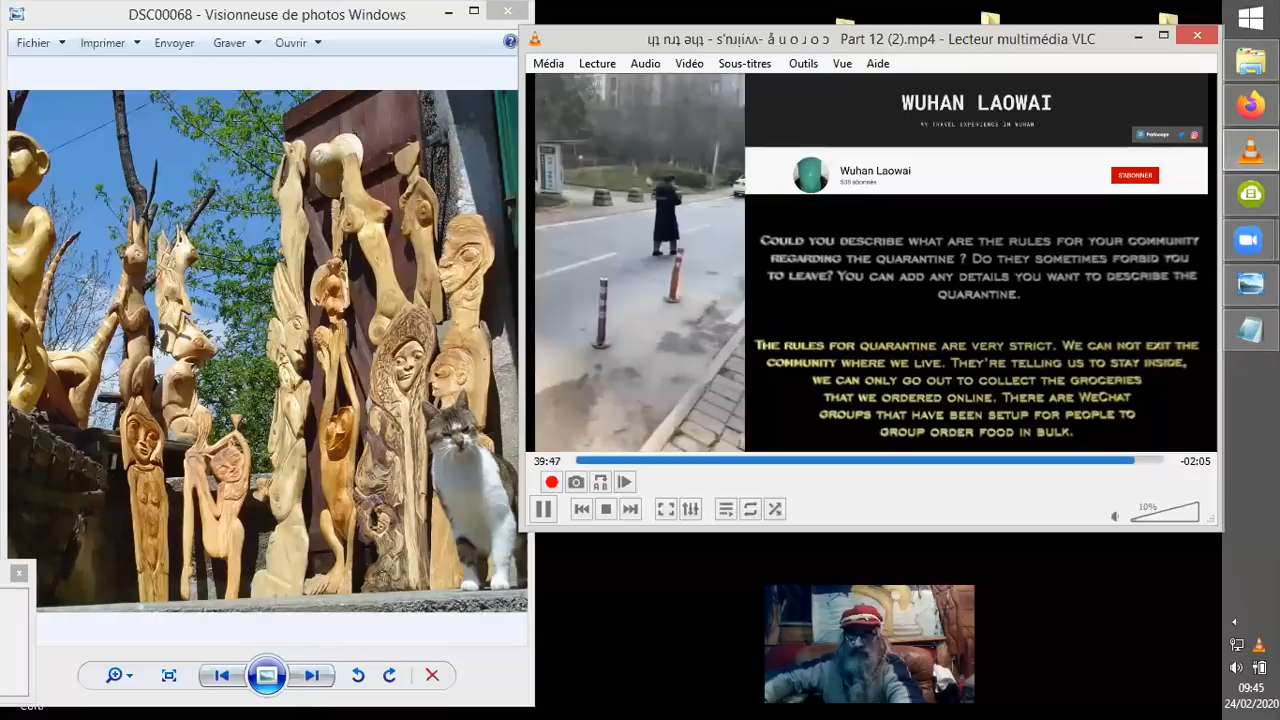 DSC00068 - Visionneuse de photos Windows
Fichier Imprimer Envoyer Graver Ouvrir
Part 12 (2).mp4 - Lecteur multimédia VLC
Média Lecture Audio Vidéo Sous-titres Outils Vue Aide
WUHAN LAOWAI
MY TRAVEL EXPERIENCE IN WUHAN
Wuhan Laowai
538 abonnés
S'ABONNER
COULD YOU DESCRIBE WHAT ARE THE RULES FOR YOUR COMMUNITY
REGARDING THE QUARANTINE ? DO THEY SOMETIMES FORBID YOU
TO LEAVE? YOU CAN ADD ANY DETAILS YOU WANT TO DESCRIBE THE
QUARANTINE.
THE RULES FOR QUARANTINE ARE VERY STRICT. WE CAN NOT EXIT THE
COMMUNITY WHERE WE LIVE. THEY'RE TELLING US TO STAY INSIDE,
WE CAN ONLY GO OUT TO COLLECT THE GROCERIES
THAT WE ORDERED ONLINE. THERE ARE WECHAT
GROUPS THAT HAVE BEEN SETUP FOR PEOPLE TO
GROUP ORDER FOOD IN BULK.
39:47 -02:05
10%
09:45
24/02/2020